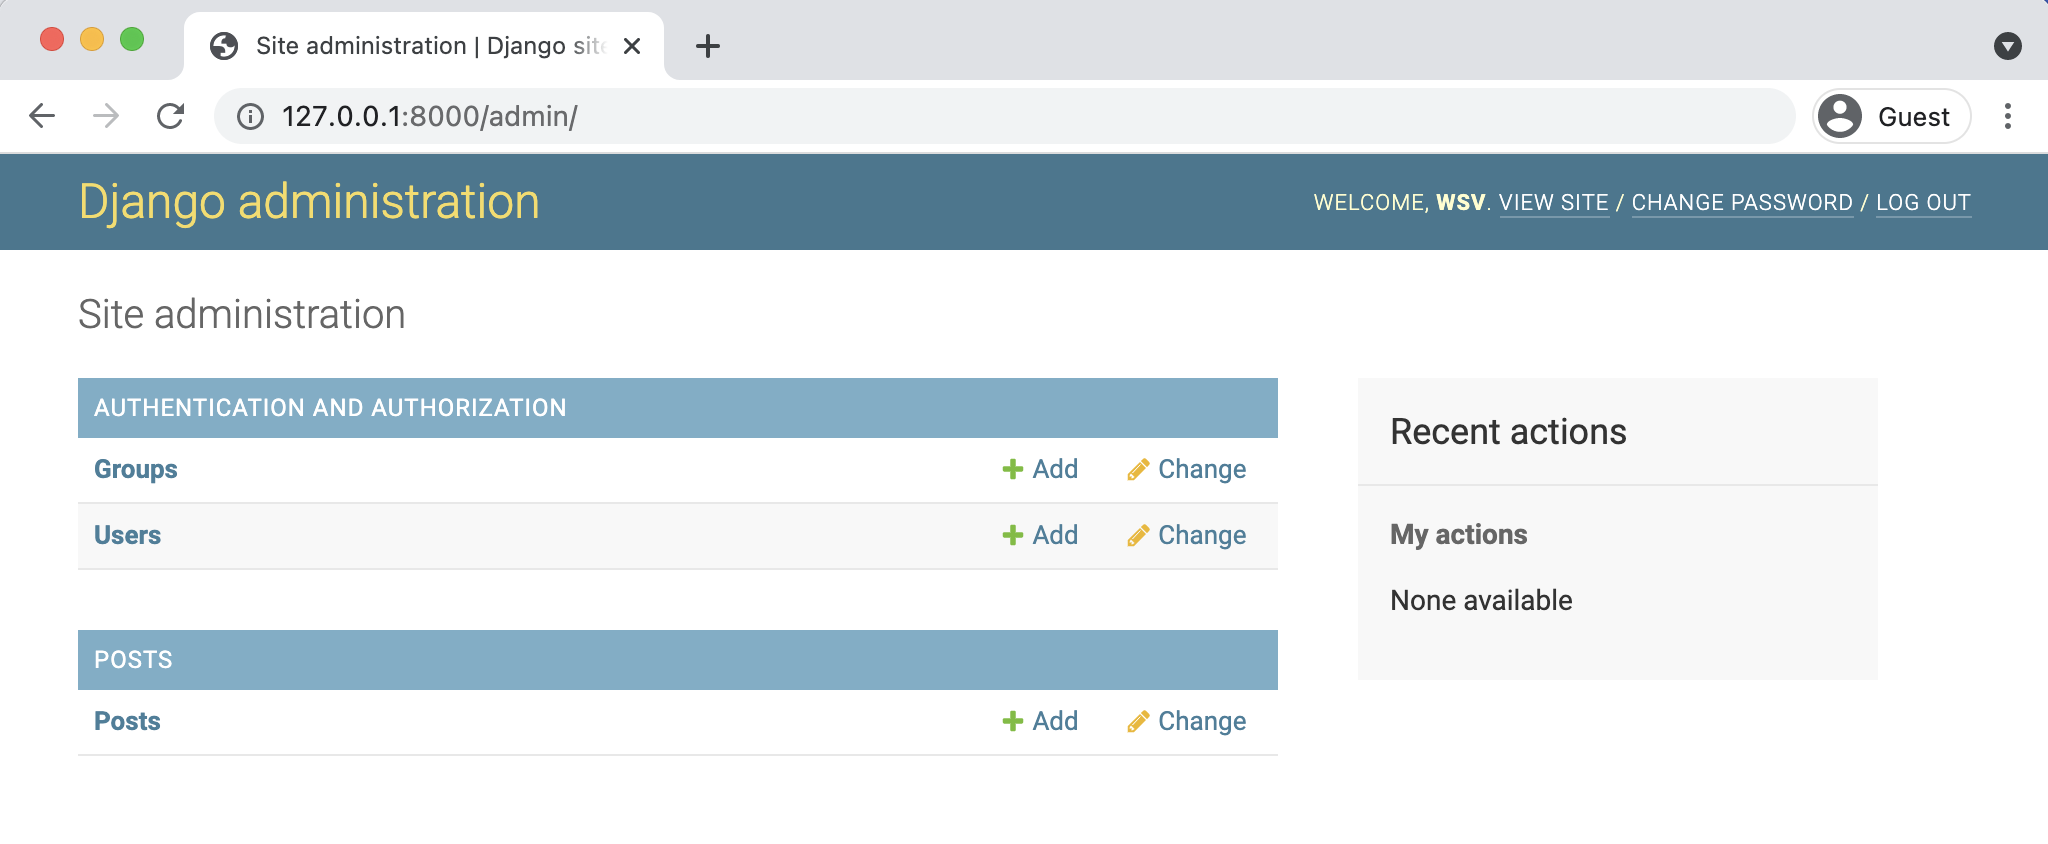 Site administration | Django site
127.0.0.1:8000/admin/
Guest
Django administration
WELCOME, WSV. VIEW SITE / CHANGE PASSWORD / LOG OUT
Site administration
AUTHENTICATION AND AUTHORIZATION
Groups Add Change
Users Add Change
POSTS
Posts Add Change
Recent actions
My actions
None available